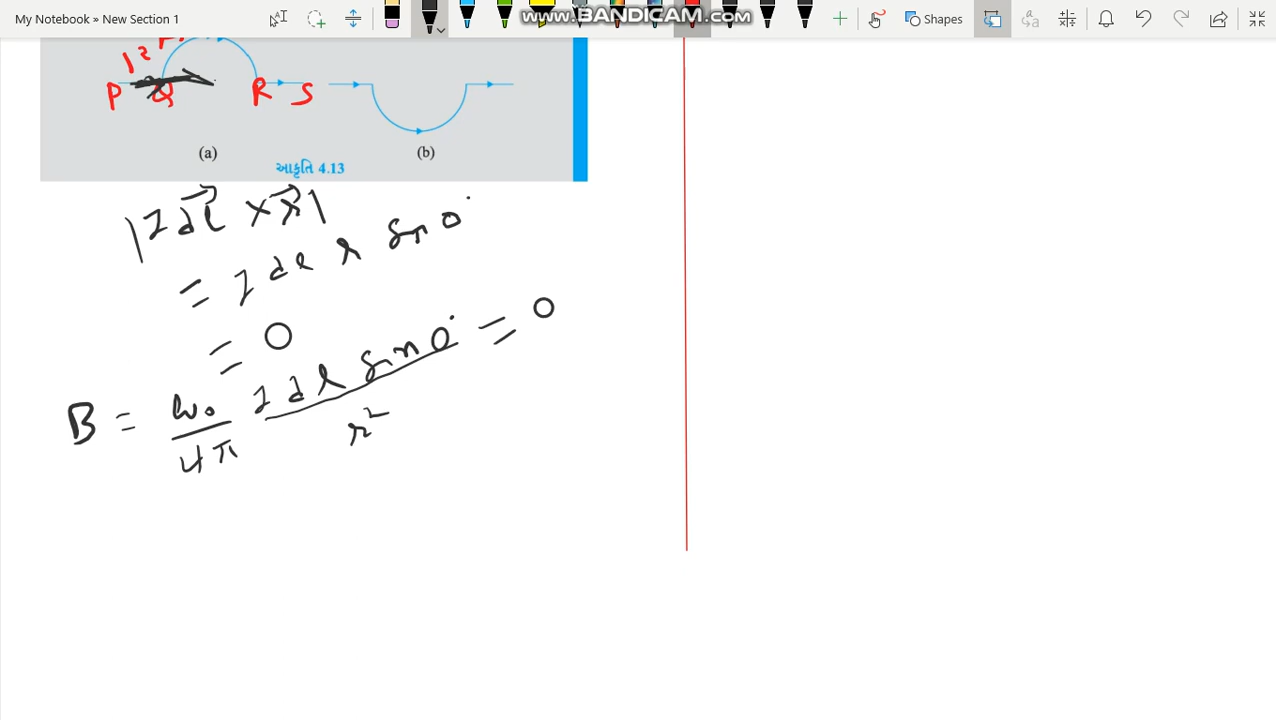 My Notebook » New Section 1
www.BANDICAM.com
Shapes
12
P Q R S
(a) (b)
આકૃતિ 4.13
|I dl × r|
= I dl r sin 0°
= 0
B = μ₀/4π I dl sin 0°/r² = 0